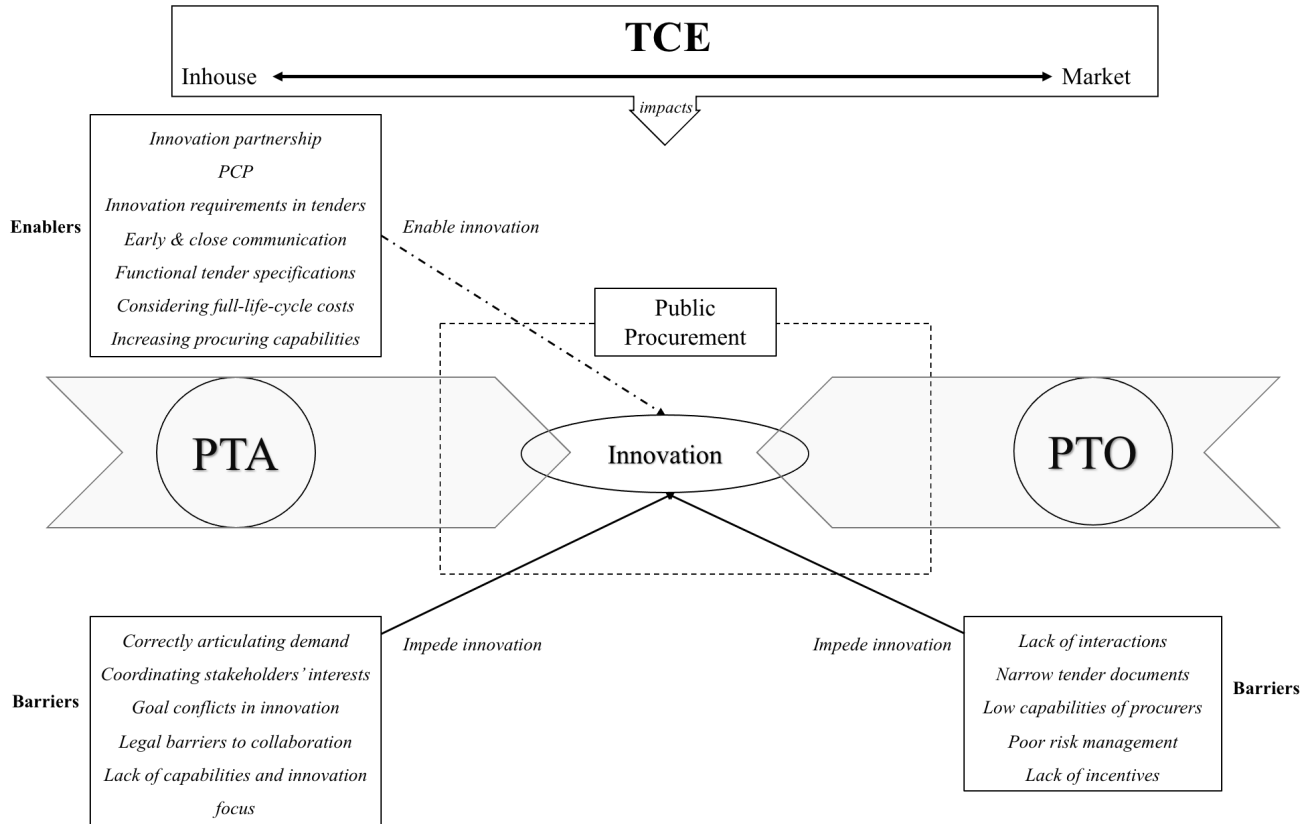 TCE
Inhouse
Market
impacts
Enablers
Innovation partnership
PCP
Innovation requirements in tenders
Early & close communication
Functional tender specifications
Considering full-life-cycle costs
Increasing procuring capabilities
Enable innovation
Public
Procurement
PTA
Innovation
PTO
Barriers
Correctly articulating demand
Coordinating stakeholders’ interests
Goal conflicts in innovation
Legal barriers to collaboration
Lack of capabilities and innovation
focus
Impede innovation
Impede innovation
Lack of interactions
Narrow tender documents
Low capabilities of procurers
Poor risk management
Lack of incentives
Barriers